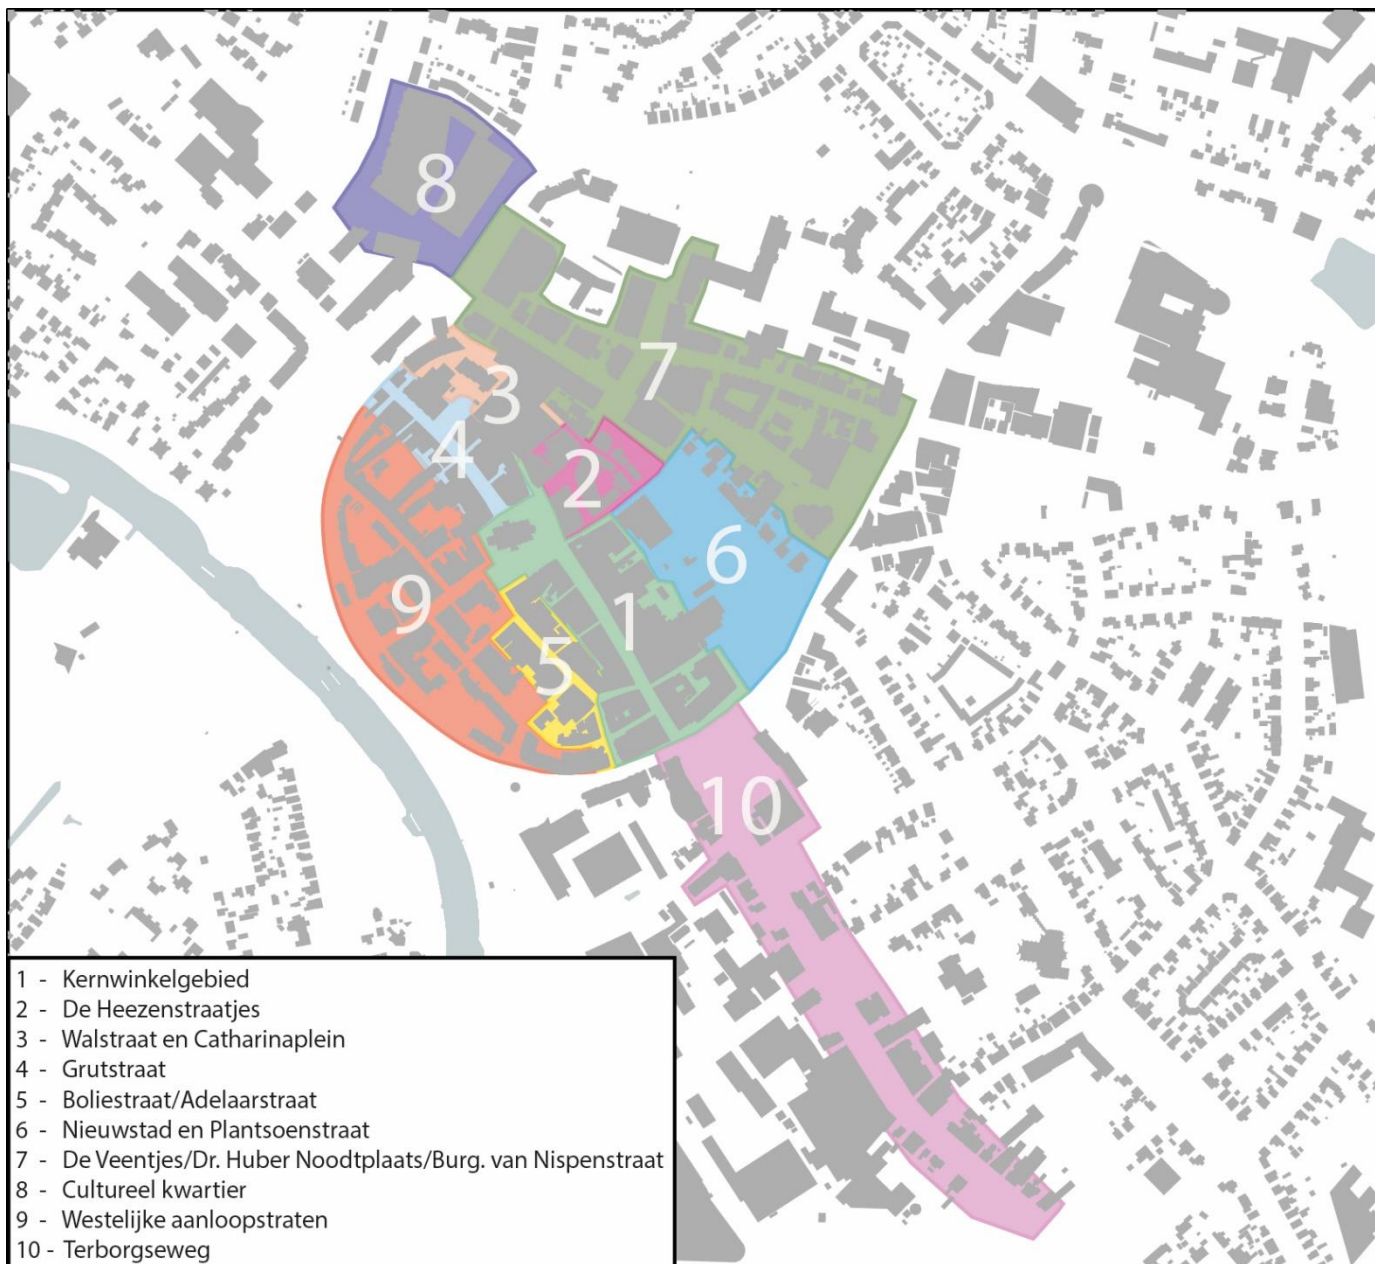 8
7
3
4
2
6
1
9
5
10
1 - Kernwinkelgebied
2 - De Heezenstraatjes
3 - Walstraat en Catharinaplein
4 - Grutstraat
5 - Boliestraat/Adelaarstraat
6 - Nieuwstad en Plantsoenstraat
7 - De Veentjes/Dr. Huber Noodtplaats/Burg. van Nispenstraat
8 - Cultureel kwartier
9 - Westelijke aanloopstraten
10 - Terborgseweg